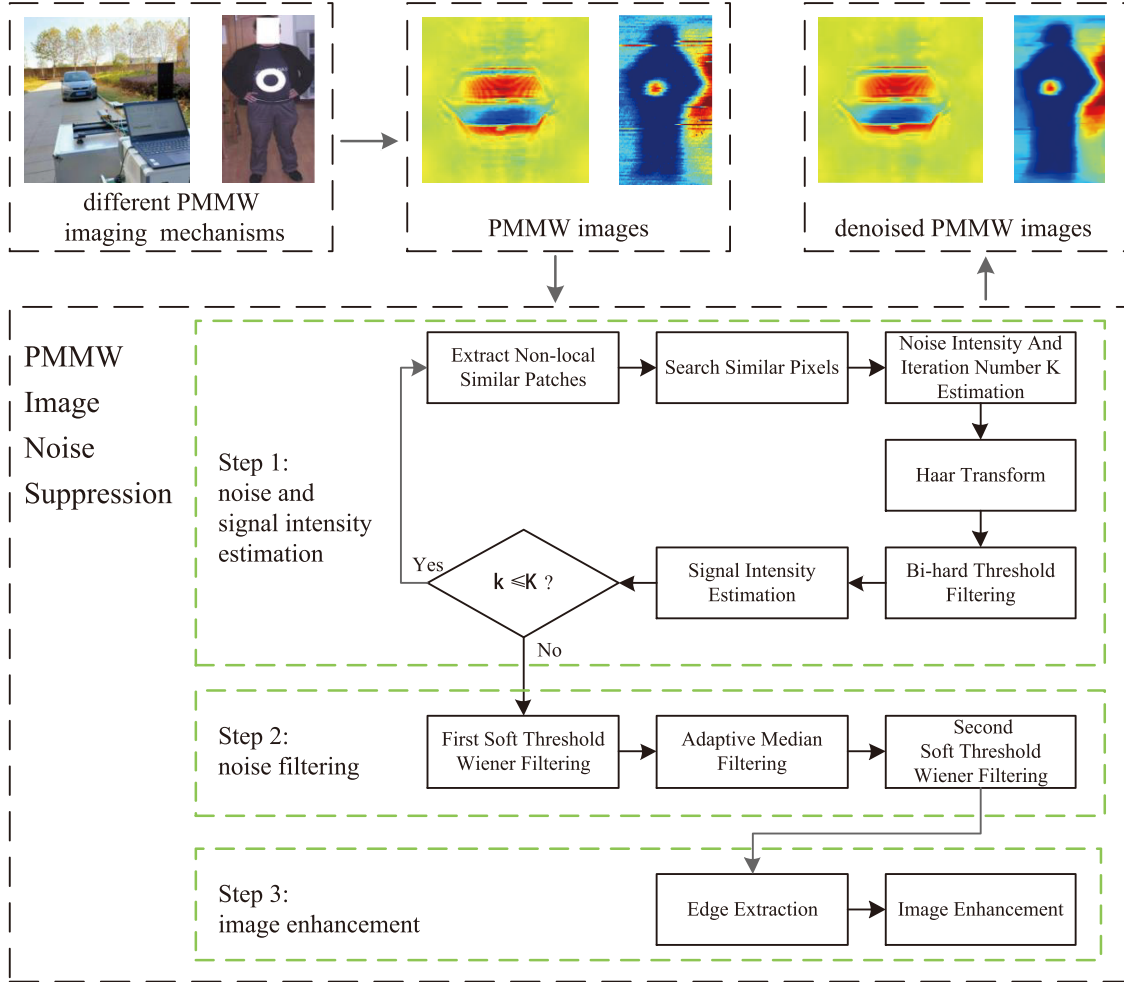 different PMMW
imaging mechanisms
PMMW images
denoised PMMW images
PMMW
Image
Noise
Suppression
Step 1:
noise and
signal intensity
estimation
Extract Non-local
Similar Patches
Search Similar Pixels
Noise Intensity And
Iteration Number K
Estimation
Haar Transform
Bi-hard Threshold
Filtering
Signal Intensity
Estimation
k ≤K ?
Yes
No
Step 2:
noise filtering
First Soft Threshold
Wiener Filtering
Adaptive Median
Filtering
Second
Soft Threshold
Wiener Filtering
Step 3:
image enhancement
Edge Extraction
Image Enhancement